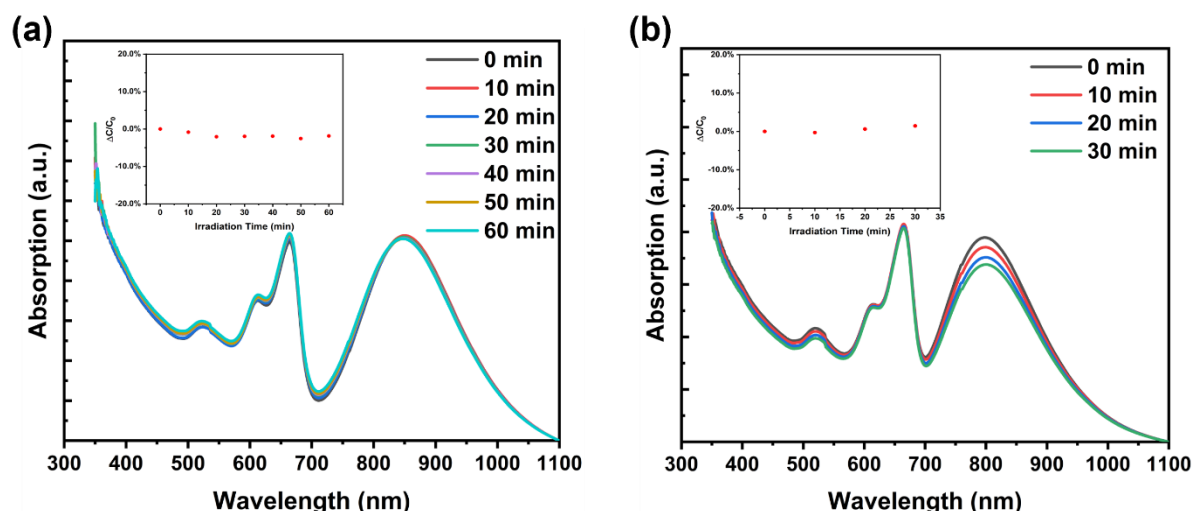 (a)
0 min
10 min
20 min
30 min
40 min
50 min
60 min
20.0%
10.0%
0.0%
-10.0%
-20.0%
ΔC/C₀
0 10 20 30 40 50 60
Irradiation Time (min)
Absorption (a.u.)
300 400 500 600 700 800 900 1000 1100
Wavelength (nm)
(b)
0 min
10 min
20 min
30 min
20.0%
10.0%
0.0%
-10.0%
-20.0%
ΔC/C₀
-5 0 5 10 15 20 25 30 35
Irradiation Time (min)
Absorption (a.u.)
300 400 500 600 700 800 900 1000 1100
Wavelength (nm)